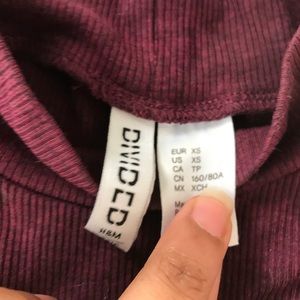 DIVIDED
H&M
EUR XS
US XS
CA TP
CN 160/80A
MX XCH